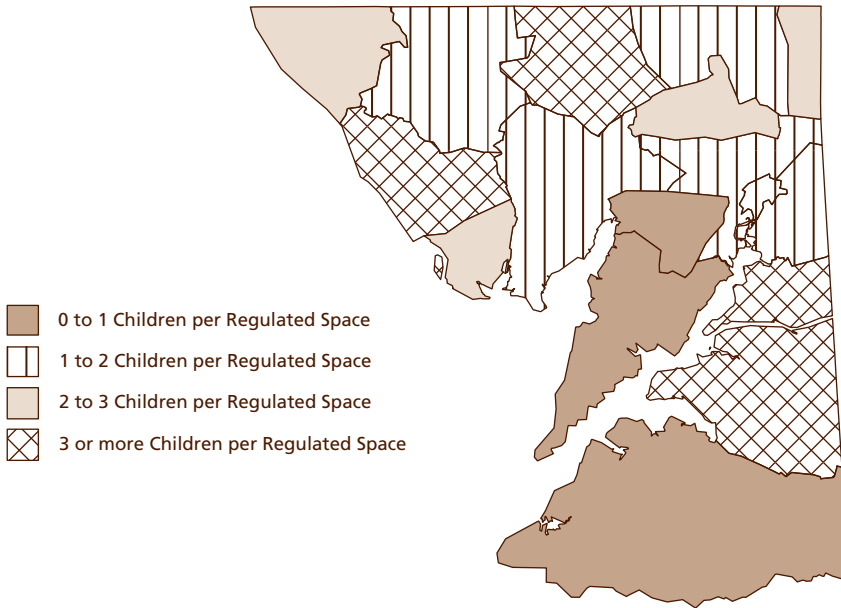 0 to 1 Children per Regulated Space
1 to 2 Children per Regulated Space
2 to 3 Children per Regulated Space
3 or more Children per Regulated Space